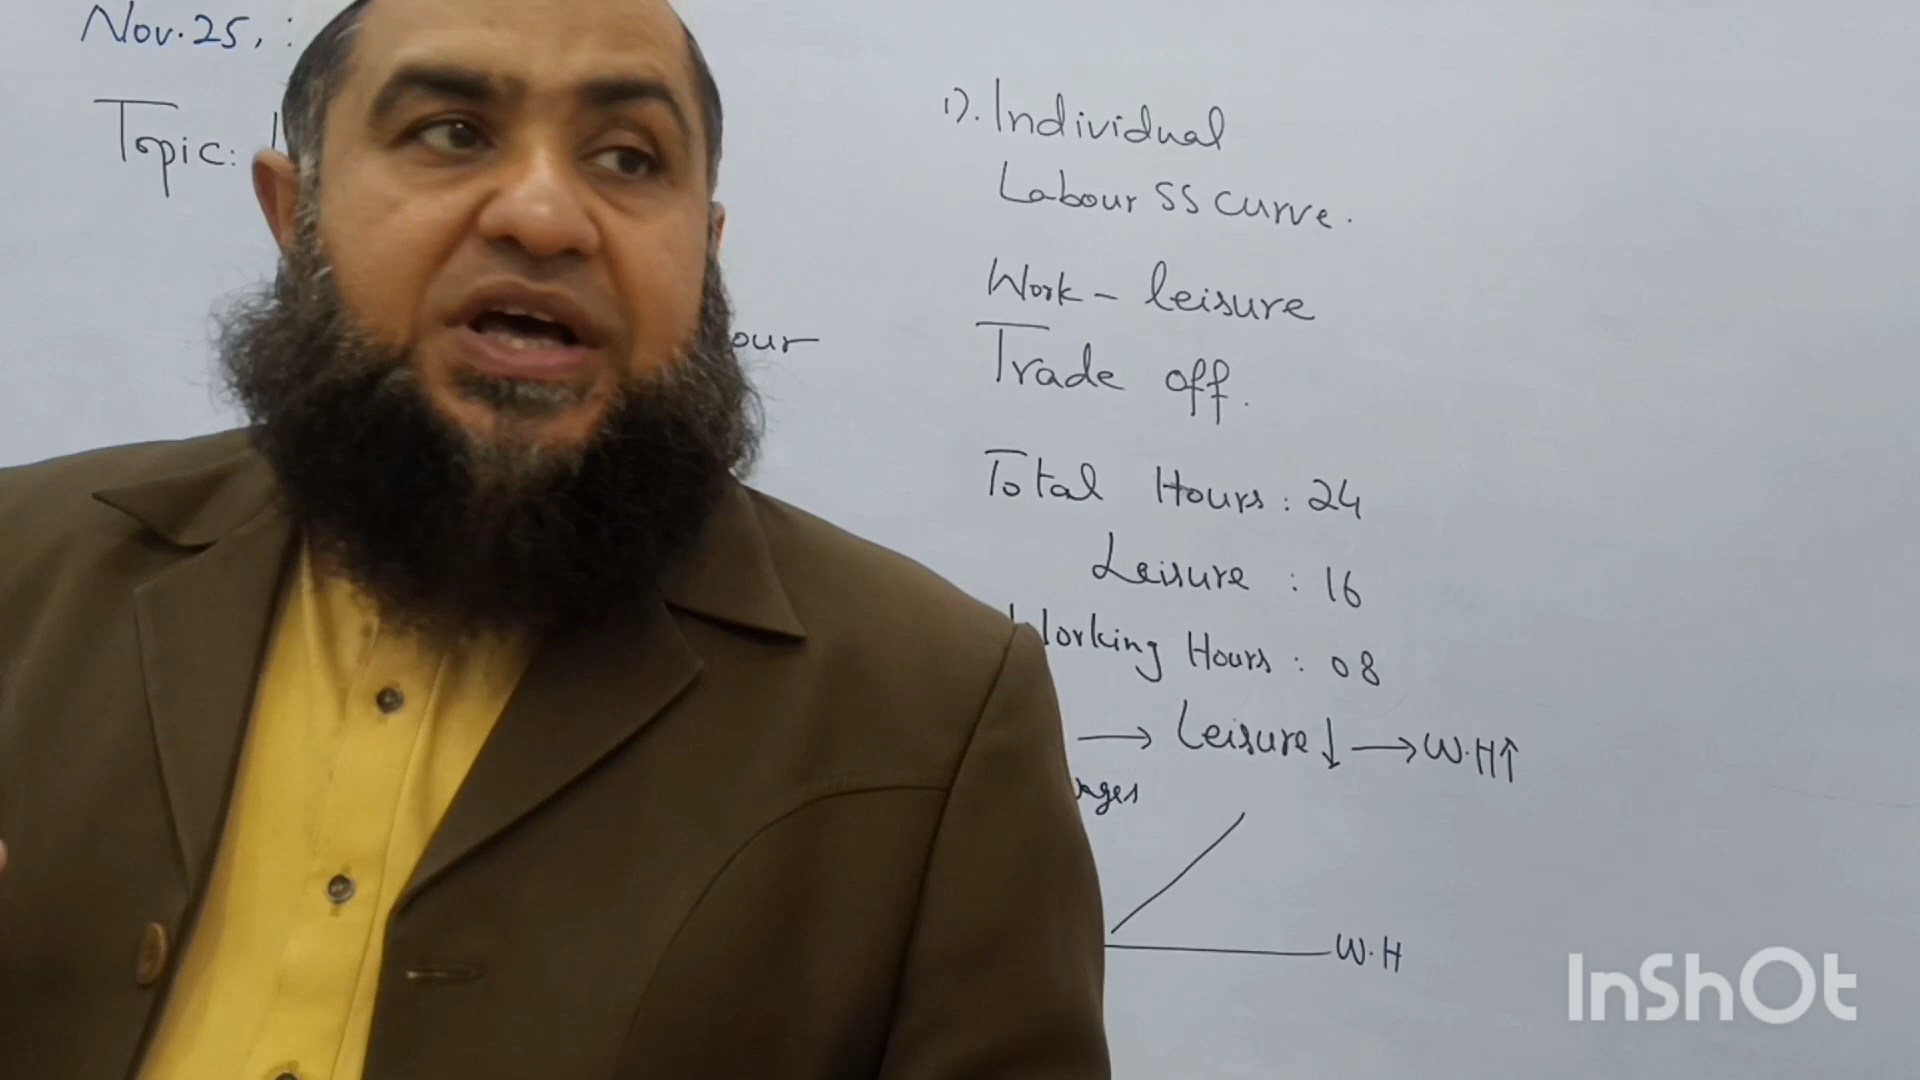 Nov. 25, :
Topic:
our
1). Individual
Labour SS curve.
Work - leisure
Trade off.
Total Hours : 24
Leisure : 16
Working Hours : 08
→ Leisure ↓ → W.H↑
ages
W.H
InShOt